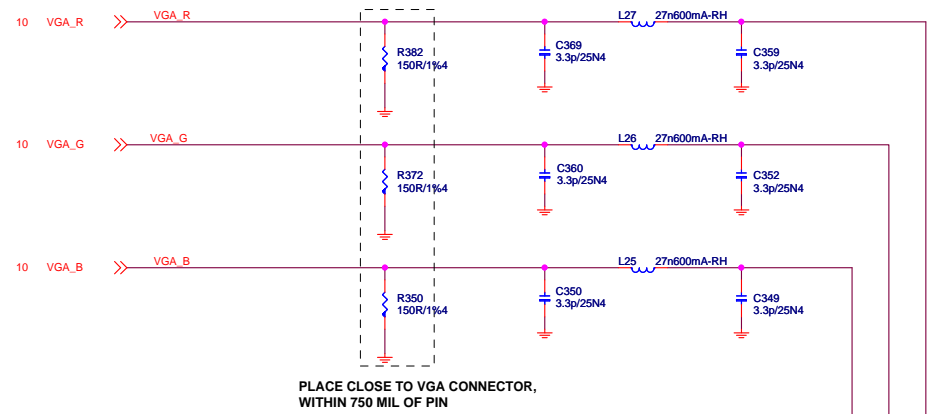 10 VGA_R VGA_R L27 27n600mA-RH
R382
150R/1%4
C369
3.3p/25N4
C359
3.3p/25N4
10 VGA_G VGA_G L26 27n600mA-RH
R372
150R/1%4
C360
3.3p/25N4
C352
3.3p/25N4
10 VGA_B VGA_B L25 27n600mA-RH
R350
150R/1%4
C350
3.3p/25N4
C349
3.3p/25N4
PLACE CLOSE TO VGA CONNECTOR,
WITHIN 750 MIL OF PIN